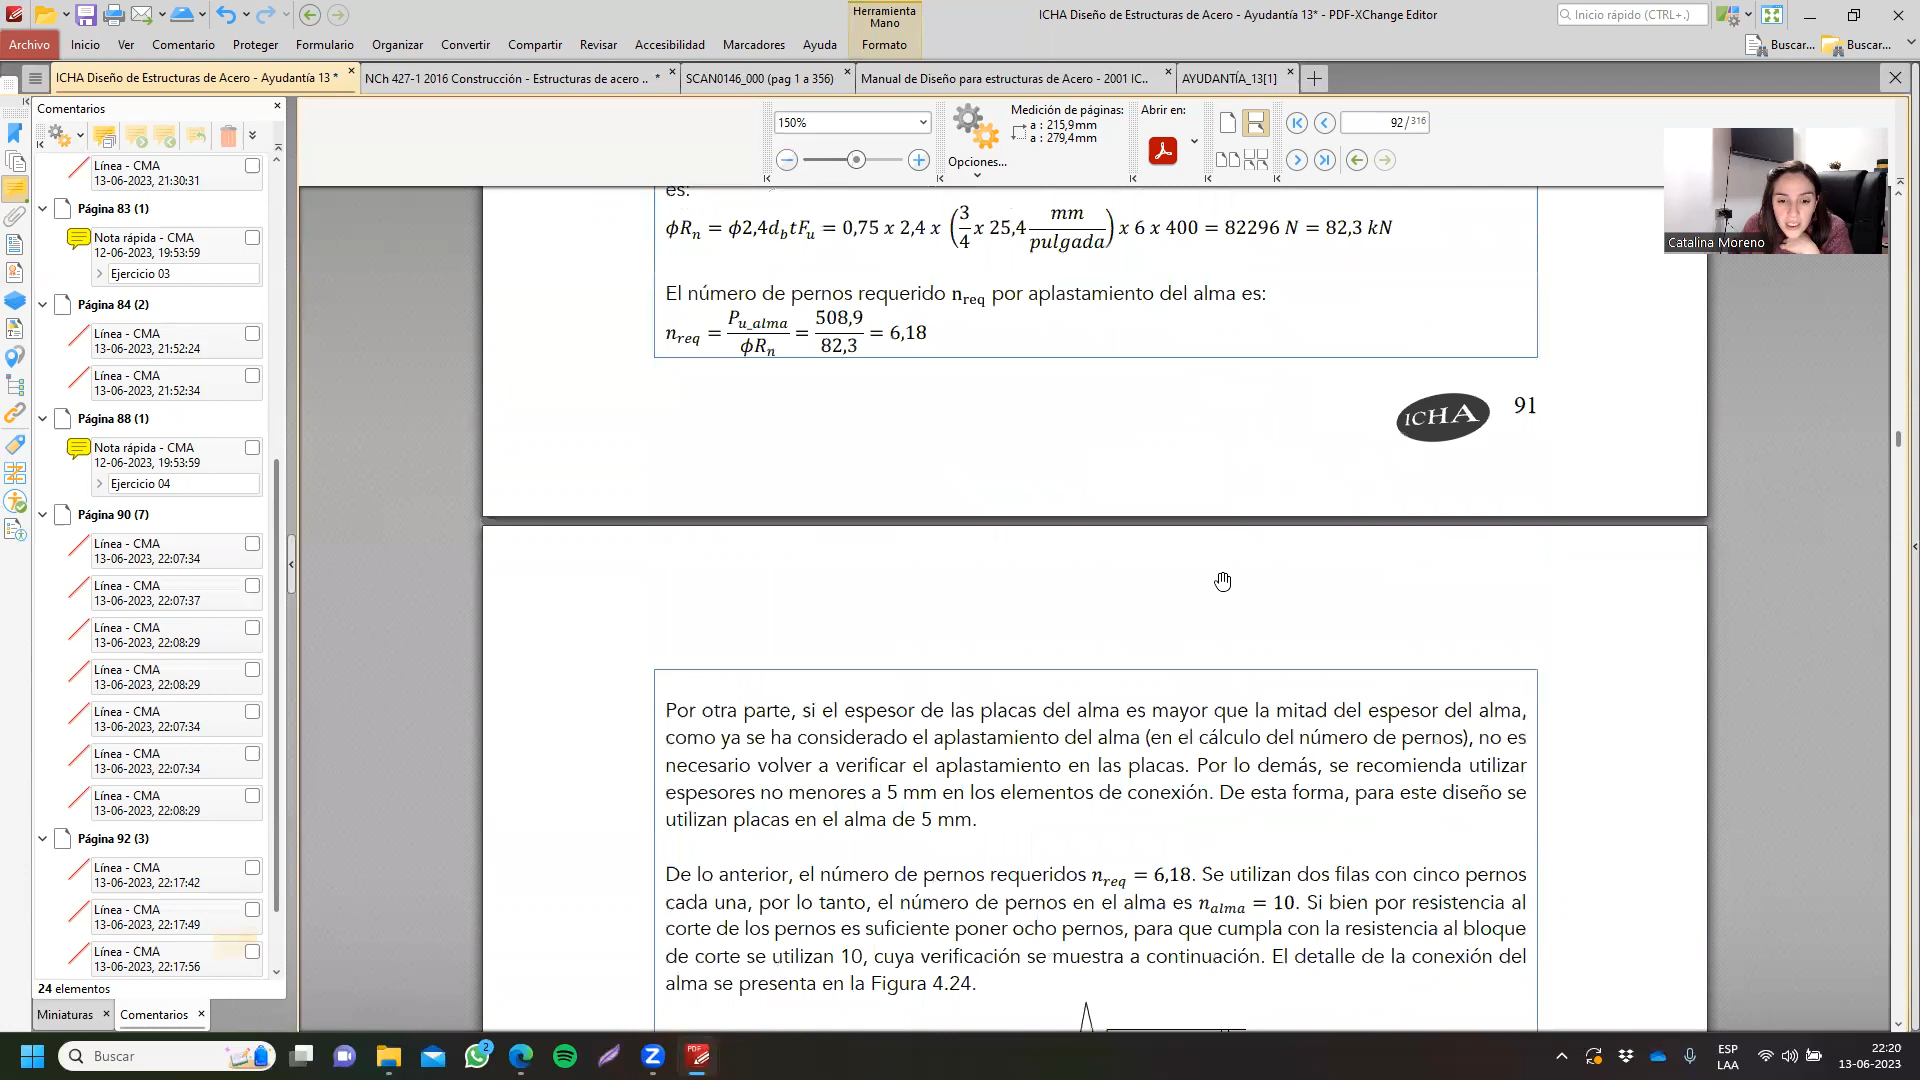 Herramienta
Mano
ICHA Diseño de Estructuras de Acero - Ayudantía 13* - PDF-XChange Editor
Inicio rápido (CTRL+.)
Archivo
Inicio
Ver
Comentario
Proteger
Formulario
Organizar
Convertir
Compartir
Revisar
Accesibilidad
Marcadores
Ayuda
Formato
Buscar...
Buscar...
ICHA Diseño de Estructuras de Acero - Ayudantía 13 *
NCh 427-1 2016 Construcción - Estructuras de acero .. *
SCAN0146_000 (pag 1 a 356)
Manual de Diseño para estructuras de Acero - 2001 IC..
AYUDANTÍA_13[1]
Comentarios
150%
Opciones...
Medición de páginas:
a : 215,9mm
a : 279,4mm
Abrir en:
92 / 316
Línea - CMA
13-06-2023, 21:30:31
Página 83 (1)
Nota rápida - CMA
12-06-2023, 19:53:59
Ejercicio 03
Página 84 (2)
Línea - CMA
13-06-2023, 21:52:24
Línea - CMA
13-06-2023, 21:52:34
Página 88 (1)
Nota rápida - CMA
12-06-2023, 19:53:59
Ejercicio 04
Página 90 (7)
Línea - CMA
13-06-2023, 22:07:34
Línea - CMA
13-06-2023, 22:07:37
Línea - CMA
13-06-2023, 22:08:29
Línea - CMA
13-06-2023, 22:08:29
Línea - CMA
13-06-2023, 22:07:34
Línea - CMA
13-06-2023, 22:07:34
Línea - CMA
13-06-2023, 22:08:29
Página 92 (3)
Línea - CMA
13-06-2023, 22:17:42
Línea - CMA
13-06-2023, 22:17:49
Línea - CMA
13-06-2023, 22:17:56
24 elementos
Miniaturas
Comentarios
es:
ϕR_n = ϕ2,4d_b tF_u = 0,75 x 2,4 x (3/4 x 25,4 mm/pulgada) x 6 x 400 = 82296 N = 82,3 kN
El número de pernos requerido n_req por aplastamiento del alma es:
n_req = P_u_alma/ϕR_n = 508,9/82,3 = 6,18
ICHA
91
Por otra parte, si el espesor de las placas del alma es mayor que la mitad del espesor del alma,
como ya se ha considerado el aplastamiento del alma (en el cálculo del número de pernos), no es
necesario volver a verificar el aplastamiento en las placas. Por lo demás, se recomienda utilizar
espesores no menores a 5 mm en los elementos de conexión. De esta forma, para este diseño se
utilizan placas en el alma de 5 mm.
De lo anterior, el número de pernos requeridos n_req = 6,18. Se utilizan dos filas con cinco pernos
cada una, por lo tanto, el número de pernos en el alma es n_alma = 10. Si bien por resistencia al
corte de los pernos es suficiente poner ocho pernos, para que cumpla con la resistencia al bloque
de corte se utilizan 10, cuya verificación se muestra a continuación. El detalle de la conexión del
alma se presenta en la Figura 4.24.
Catalina Moreno
Buscar
2
PDF
ESP
LAA
22:20
13-06-2023